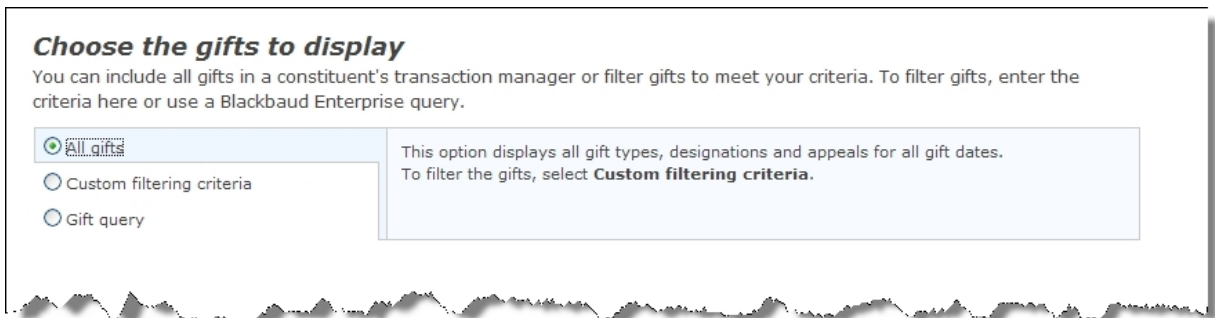 Choose the gifts to display
You can include all gifts in a constituent's transaction manager or filter gifts to meet your criteria. To filter gifts, enter the
criteria here or use a Blackbaud Enterprise query.
All gifts
Custom filtering criteria
Gift query
This option displays all gift types, designations and appeals for all gift dates.
To filter the gifts, select Custom filtering criteria.